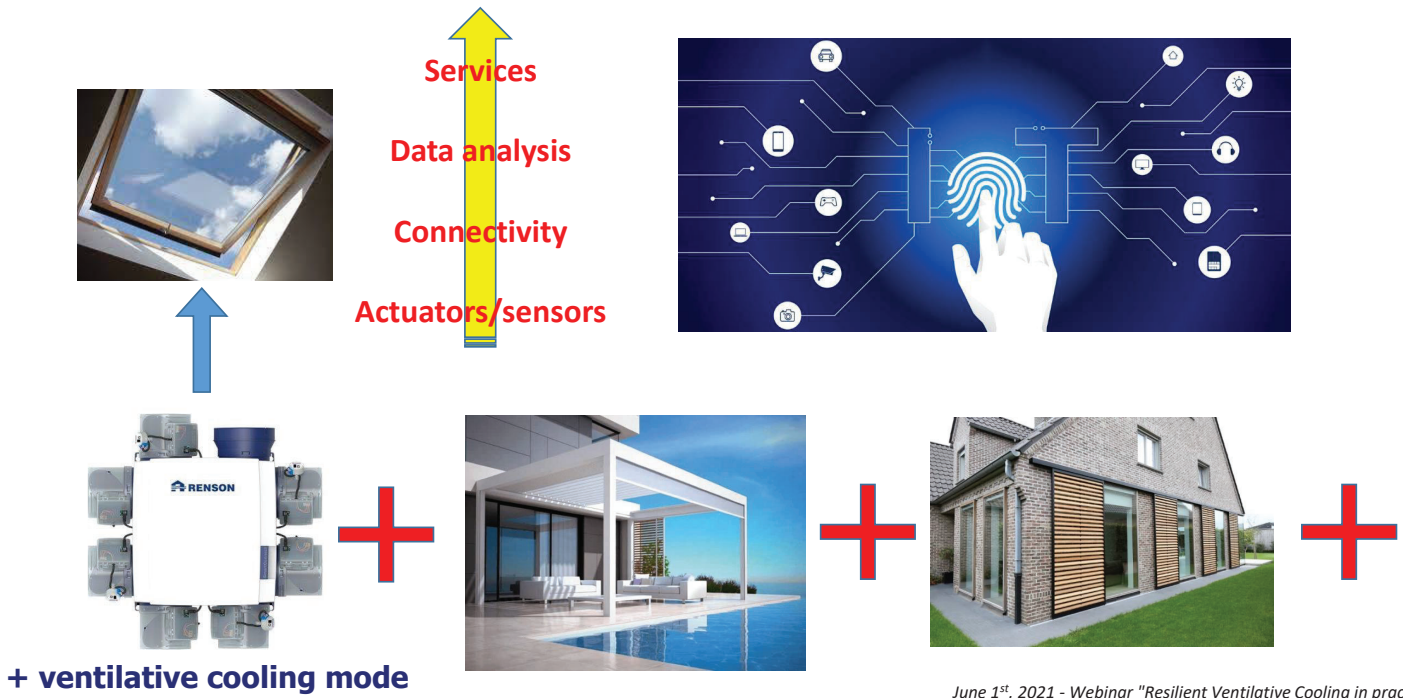 Services
Data analysis
Connectivity
Actuators/sensors
IT
RENSON
+ ventilative cooling mode
June 1st, 2021 - Webinar "Resilient Ventilative Cooling in prac